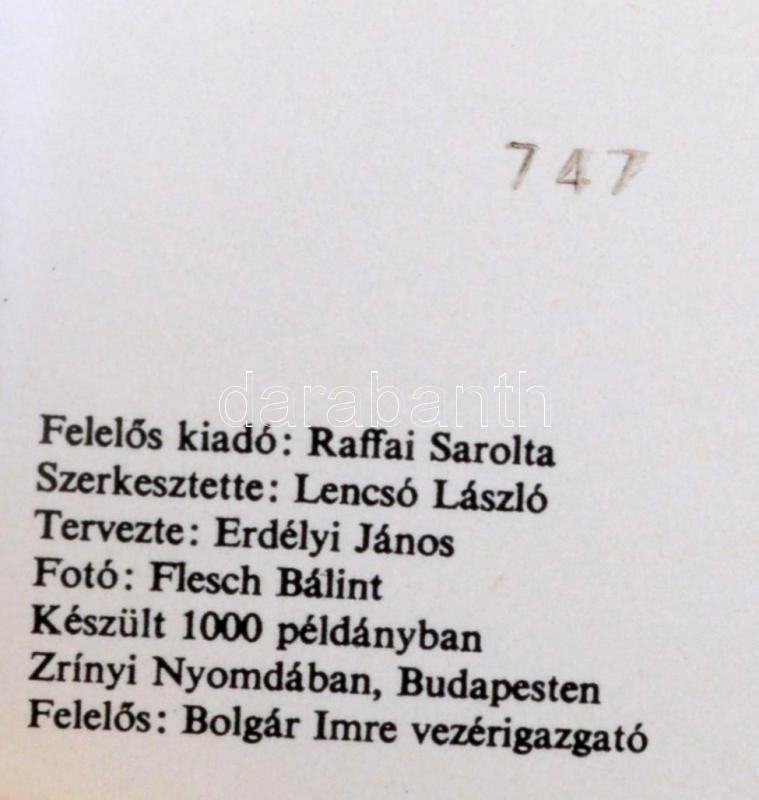 747
darabanth
Felelős kiadó: Raffai Sarolta
Szerkesztette: Lencsó László
Tervezte: Erdélyi János
Fotó: Flesch Bálint
Készült 1000 példányban
Zrínyi Nyomdában, Budapesten
Felelős: Bolgár Imre vezérigazgató